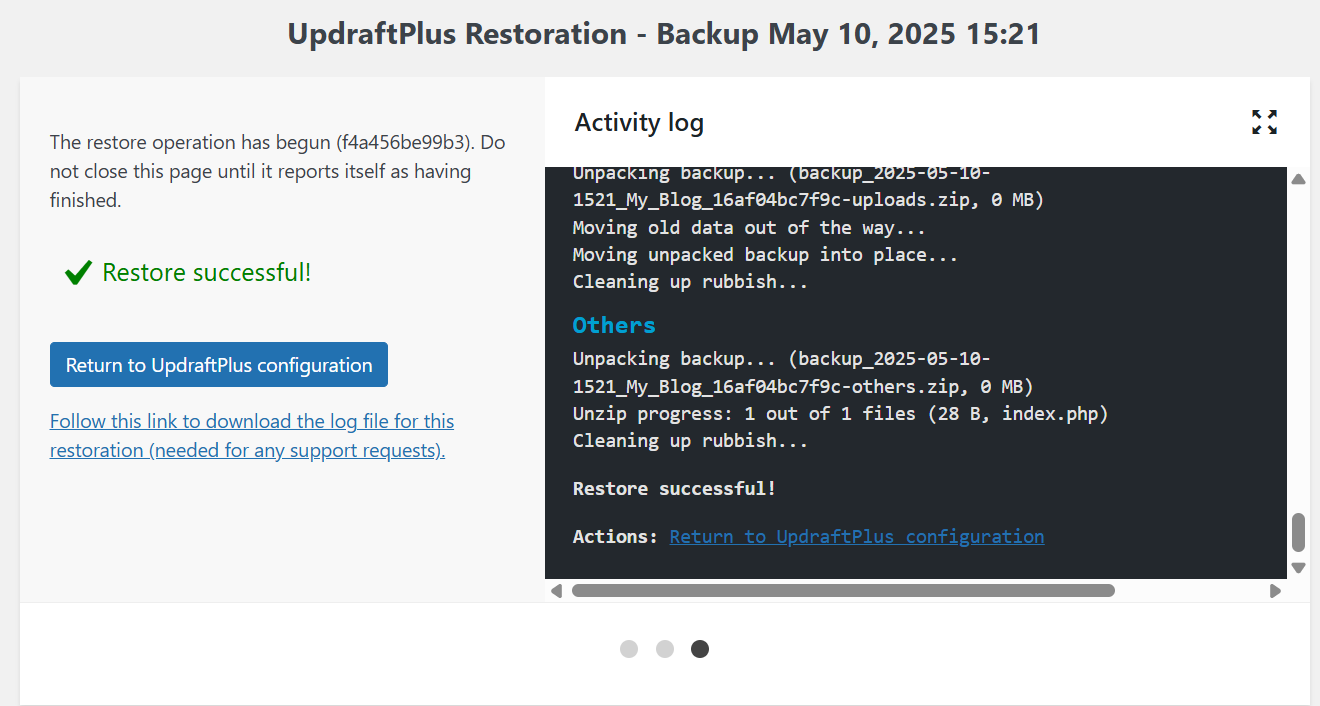 UpdraftPlus Restoration - Backup May 10, 2025 15:21
The restore operation has begun (f4a456be99b3). Do
not close this page until it reports itself as having
finished.
Restore successful!
Return to UpdraftPlus configuration
Follow this link to download the log file for this
restoration (needed for any support requests).
Activity log
Unpacking backup... (backup_2025-05-10-
1521_My_Blog_16af04bc7f9c-uploads.zip, 0 MB)
Moving old data out of the way...
Moving unpacked backup into place...
Cleaning up rubbish...
Others
Unpacking backup... (backup_2025-05-10-
1521_My_Blog_16af04bc7f9c-others.zip, 0 MB)
Unzip progress: 1 out of 1 files (28 B, index.php)
Cleaning up rubbish...
Restore successful!
Actions: Return to UpdraftPlus configuration